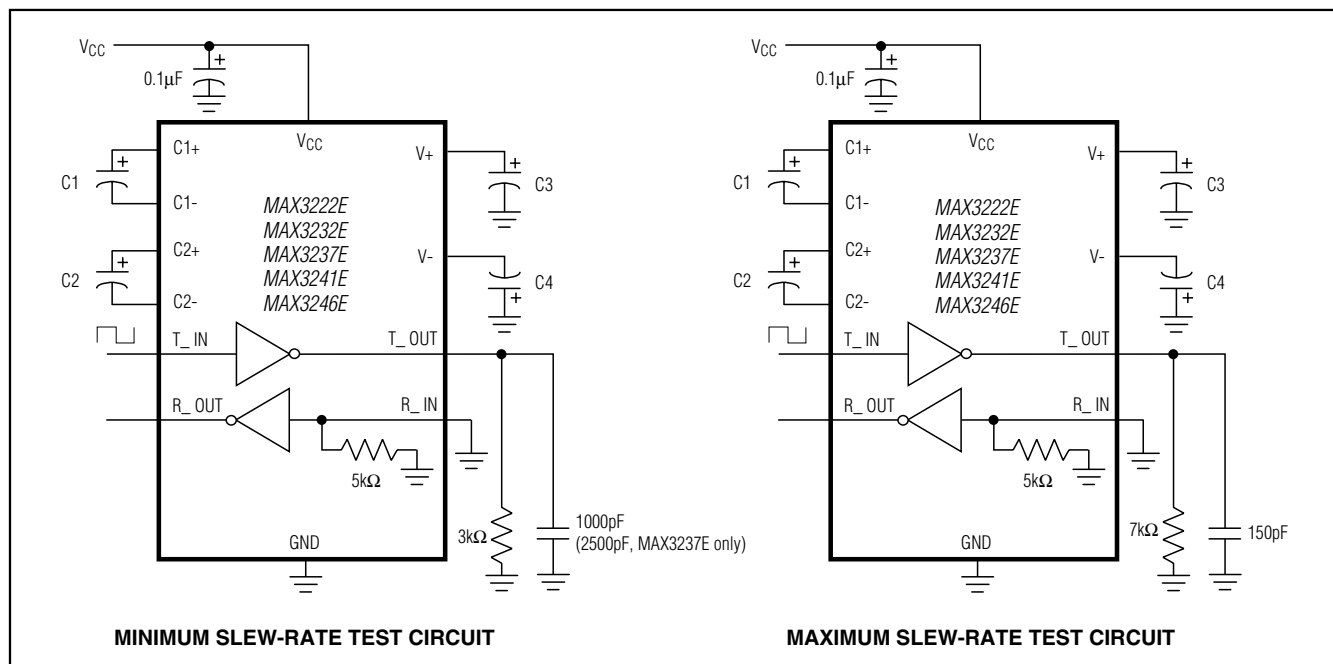 VCC
+
0.1µF
VCC
C1+
V+
+
+
C1
C3
C1-
MAX3222E
MAX3232E
C2+
V-
+
MAX3237E
C2
C4
MAX3241E
+
C2-
MAX3246E
T_ IN
T_ OUT
R_ OUT
R_ IN
5kΩ
3kΩ
1000pF
(2500pF, MAX3237E only)
GND
MINIMUM SLEW-RATE TEST CIRCUIT
VCC
+
0.1µF
VCC
C1+
V+
+
+
C1
C3
C1-
MAX3222E
MAX3232E
C2+
V-
+
MAX3237E
C2
C4
MAX3241E
+
C2-
MAX3246E
T_ IN
T_ OUT
R_ OUT
R_ IN
5kΩ
7kΩ
150pF
GND
MAXIMUM SLEW-RATE TEST CIRCUIT